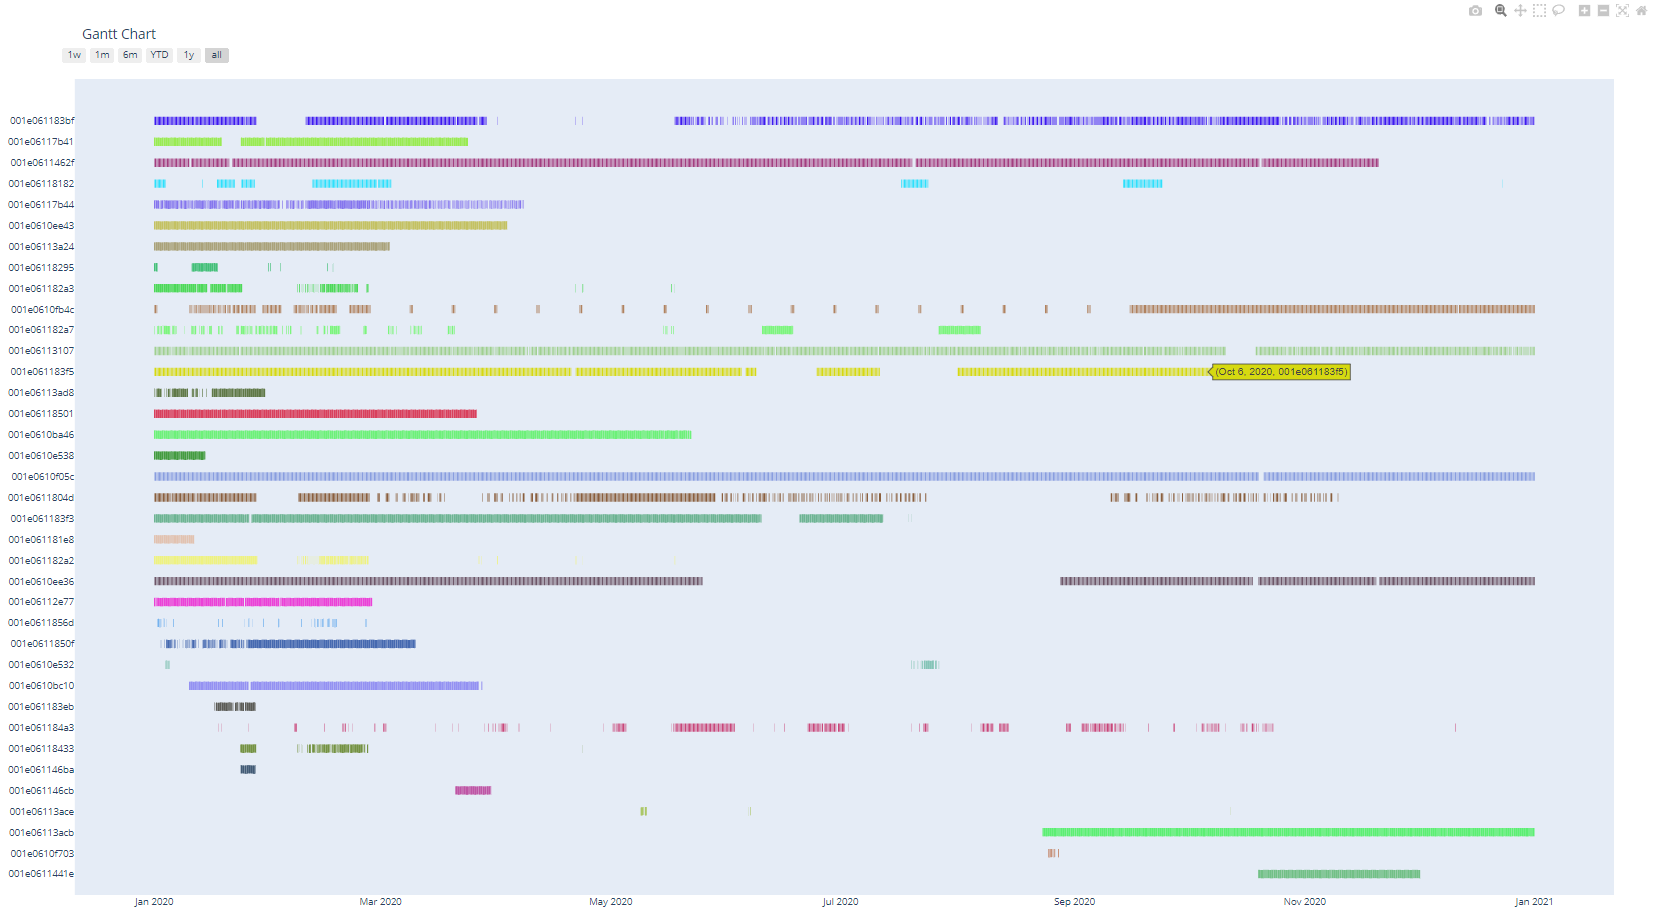 Gantt Chart
1w 1m 6m YTD 1y all
001e061183bf
001e06117b41
001e0611462f
001e06118182
001e06117b44
001e0610ee43
001e06113a24
001e06118295
001e061182a3
001e0610fb4c
001e061182a7
001e06113107
001e061183f5
(Oct 6, 2020, 001e061183f5)
001e06113ad8
001e06118501
001e0610ba46
001e0610e538
001e0610f05c
001e0611804d
001e061183f3
001e061181e8
001e061182a2
001e0610ee36
001e06112e77
001e0611856d
001e0611850f
001e0610e532
001e0610bc10
001e061183eb
001e061184a3
001e06118433
001e061146ba
001e061146cb
001e06113ace
001e06113acb
001e0610f703
001e0611441e
Jan 2020 Mar 2020 May 2020 Jul 2020 Sep 2020 Nov 2020 Jan 2021